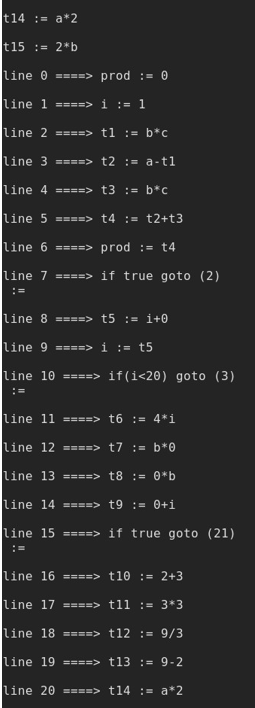 t14 := a*2
t15 := 2*b
line 0 ====> prod := 0
line 1 ====> i := 1
line 2 ====> t1 := b*c
line 3 ====> t2 := a-t1
line 4 ====> t3 := b*c
line 5 ====> t4 := t2+t3
line 6 ====> prod := t4
line 7 ====> if true goto (2)
:=
line 8 ====> t5 := i+0
line 9 ====> i := t5
line 10 ====> if(i<20) goto (3)
:=
line 11 ====> t6 := 4*i
line 12 ====> t7 := b*0
line 13 ====> t8 := 0*b
line 14 ====> t9 := 0+i
line 15 ====> if true goto (21)
:=
line 16 ====> t10 := 2+3
line 17 ====> t11 := 3*3
line 18 ====> t12 := 9/3
line 19 ====> t13 := 9-2
line 20 ====> t14 := a*2